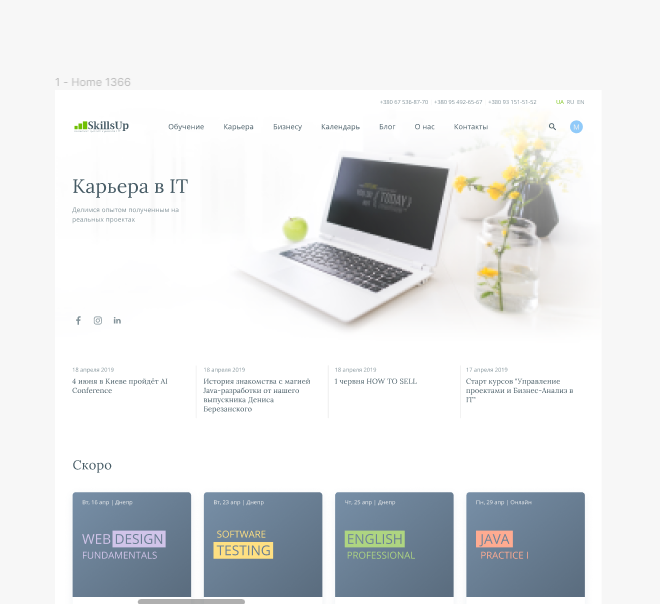 1 - Home 1366
+380 67 536-87-70 +380 95 492-65-67 +380 93 151-51-52 UA RU EN
SkillsUp Обучение Карьера Бизнесу Календарь Блог О нас Контакты M
Карьера в IT
Делимся опытом полученным на
реальных проектах
TODAY
18 апреля 2019
4 июня в Киеве пройдёт AI
Conference
18 апреля 2019
История знакомства с магией
Java-разработки от нашего
выпускника Дениса
Березанского
18 апреля 2019
1 червня HOW TO SELL
17 апреля 2019
Старт курсов "Управление
проектами и Бизнес-Анализ в
IT"
Скоро
Вт, 16 апр | Днепр
WEB DESIGN
FUNDAMENTALS
Вт, 23 апр | Днепр
SOFTWARE
TESTING
Чт, 25 апр | Днепр
ENGLISH
PROFESSIONAL
Пн, 29 апр | Онлайн
JAVA
PRACTICE I